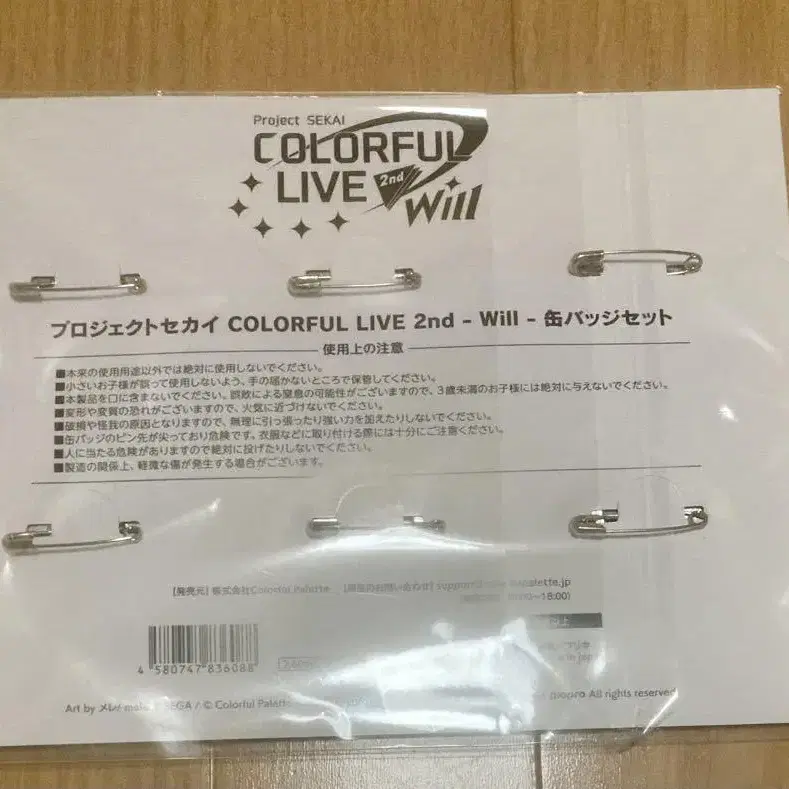 Project SEKAI
COLORFUL
LIVE 2nd
Will
プロジェクトセカイ COLORFUL LIVE 2nd - Will - 缶バッジセット
使用上の注意
■本来の使用用途以外では絶対に使用しないでください。
■小さいお子様が誤って使用しないよう、手の届かないところで保管してください。
■本製品を口に含まないでください。誤飲による窒息の可能性がございますので、3歳未満のお子様には絶対に与えないでください。
■変形や変質の恐れがございますので、火気に近づけないでください。
■破損や怪我の原因となりますので、無理に引っ張ったり強い力を加えたりしないでください。
■缶バッジのピン先が尖っており危険です。衣服などに取り付ける際には十分にご注意ください。
■人に当たる危険がありますので絶対に投げたりしないでください。
■製造の関係上、軽微な傷が発生する場合がございます。
【発売元】株式会社Colorful Palette
~18:00)
4 580747 836088
Art by メレ/ SEGA / © Colorful Palette All rights reserved